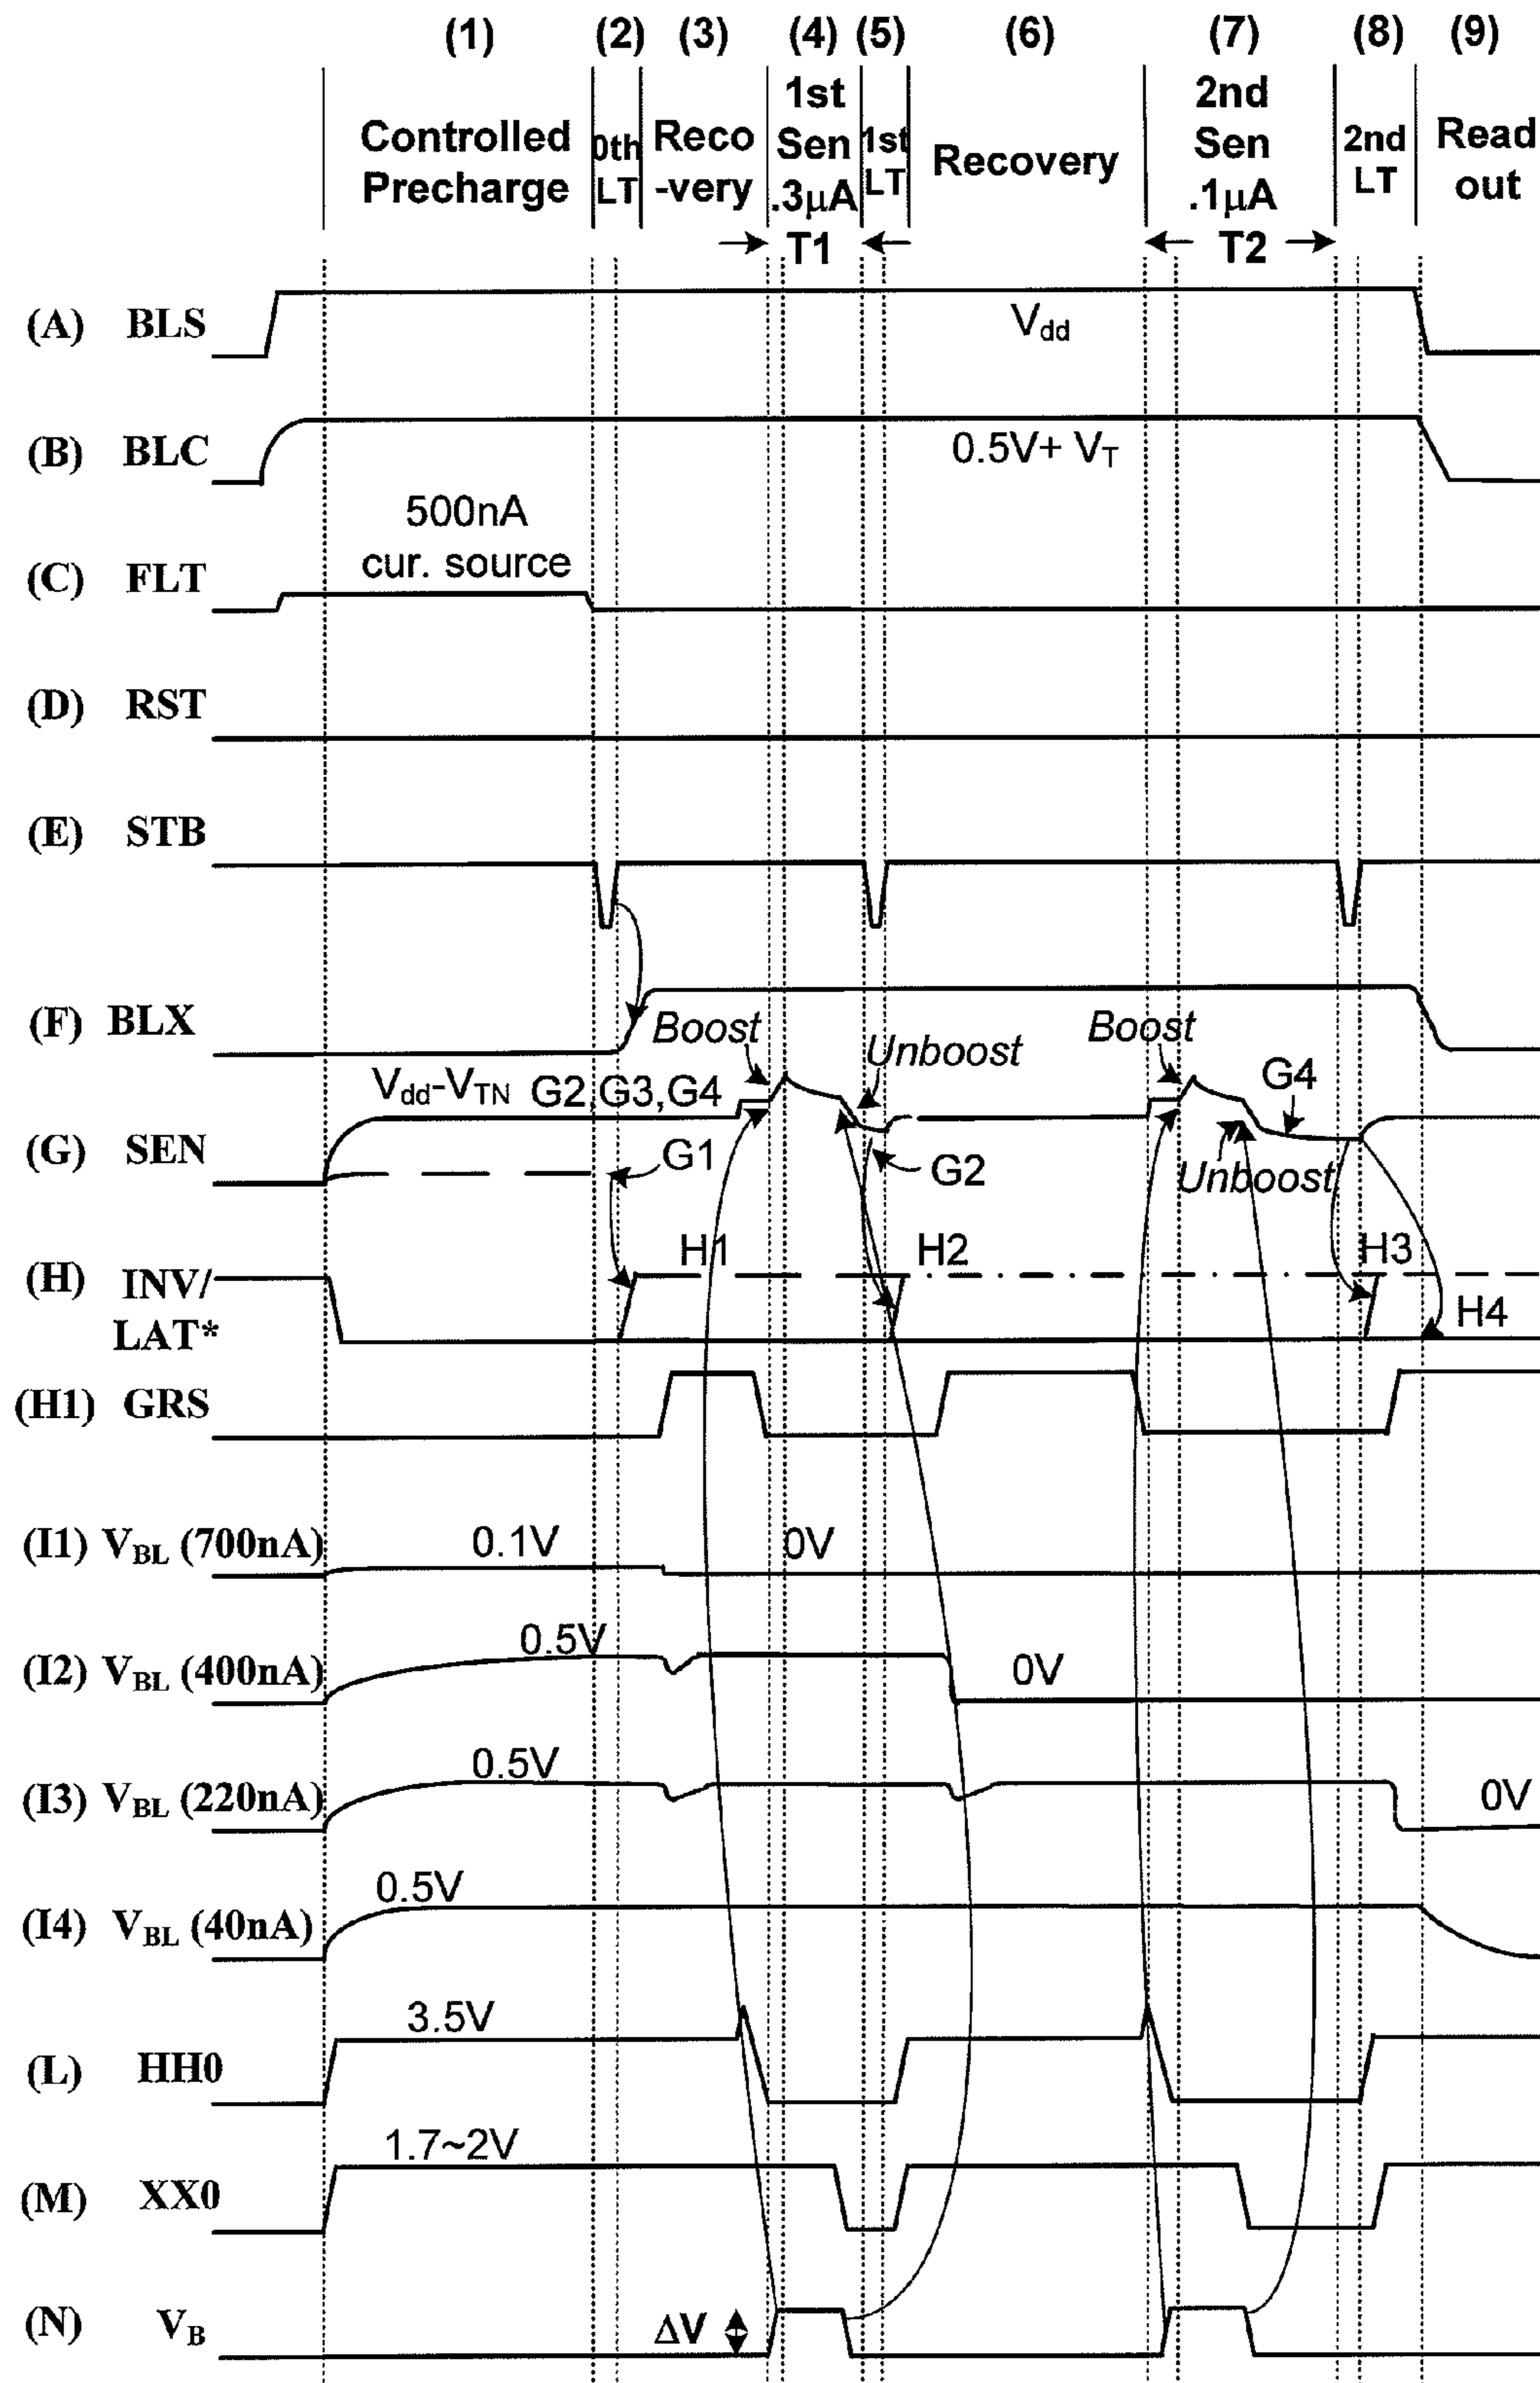 (1) (2) (3) (4) (5) (6) (7) (8) (9)
Controlled Precharge
0th LT
Reco-very
1st Sen .3μA
1st LT
Recovery
2nd Sen .1μA
2nd LT
Read out
T1 T2
(A) BLS
Vdd
(B) BLC
0.5V+ VT
500nA
cur. source
(C) FLT
(D) RST
(E) STB
(F) BLX
Boost
Unboost
Boost
Vdd-VTN G2,G3,G4
G4
(G) SEN
G1
G2
Unboost
(H) INV/
LAT*
H1
H2
H3
H4
(H1) GRS
(I1) VBL (700nA)
0.1V
0V
(I2) VBL (400nA)
0.5V
0V
(I3) VBL (220nA)
0.5V
0V
(I4) VBL (40nA)
0.5V
(L) HH0
3.5V
(M) XX0
1.7~2V
(N) VB
ΔV